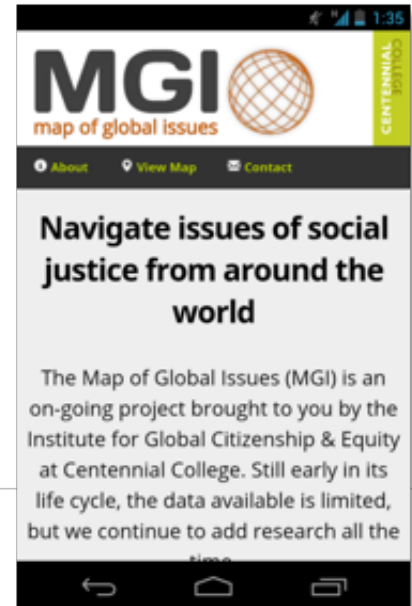 1:35
MGI
map of global issues
CENTENNIAL
COLLEGE
About
View Map
Contact
Navigate issues of social
justice from around the
world
The Map of Global Issues (MGI) is an
on-going project brought to you by the
Institute for Global Citizenship & Equity
at Centennial College. Still early in its
life cycle, the data available is limited,
but we continue to add research all the
time